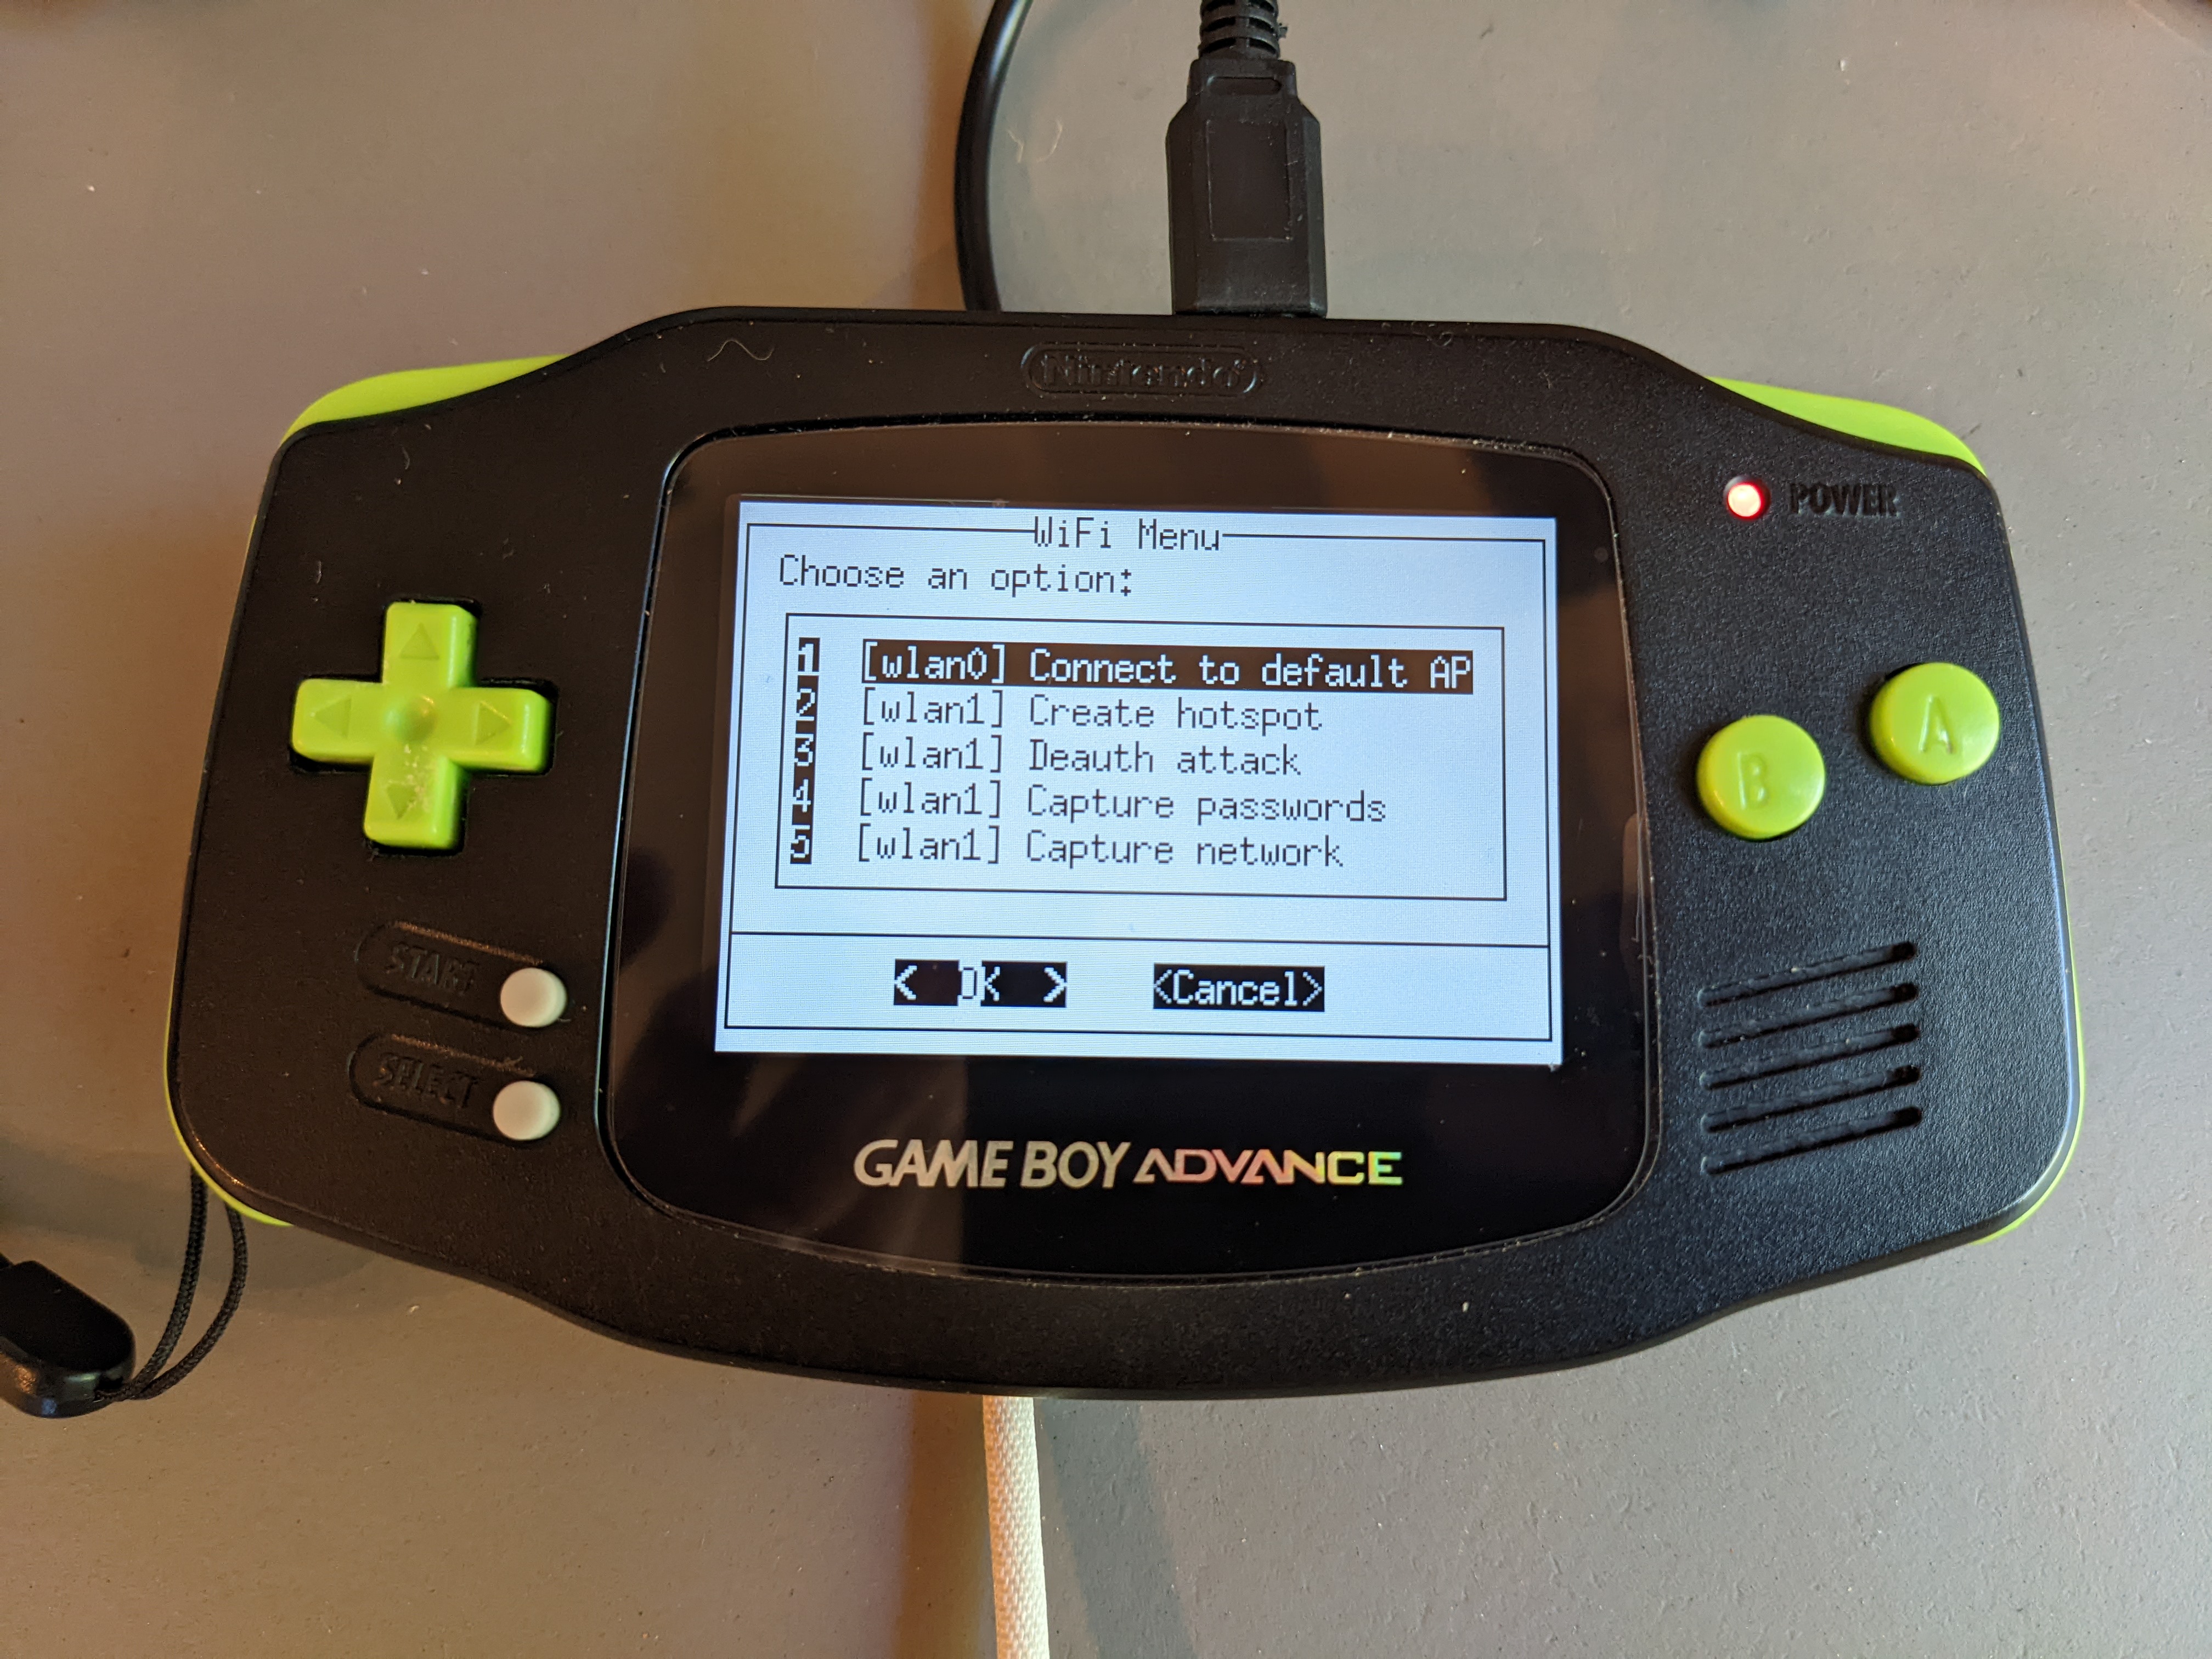 Nintendo
POWER
WiFi Menu
Choose an option:
1 [wlan0] Connect to default AP
2 [wlan1] Create hotspot
3 [wlan1] Deauth attack
4 [wlan1] Capture passwords
5 [wlan1] Capture network
< OK > <Cancel>
B A
START
SELECT
GAME BOY ADVANCE